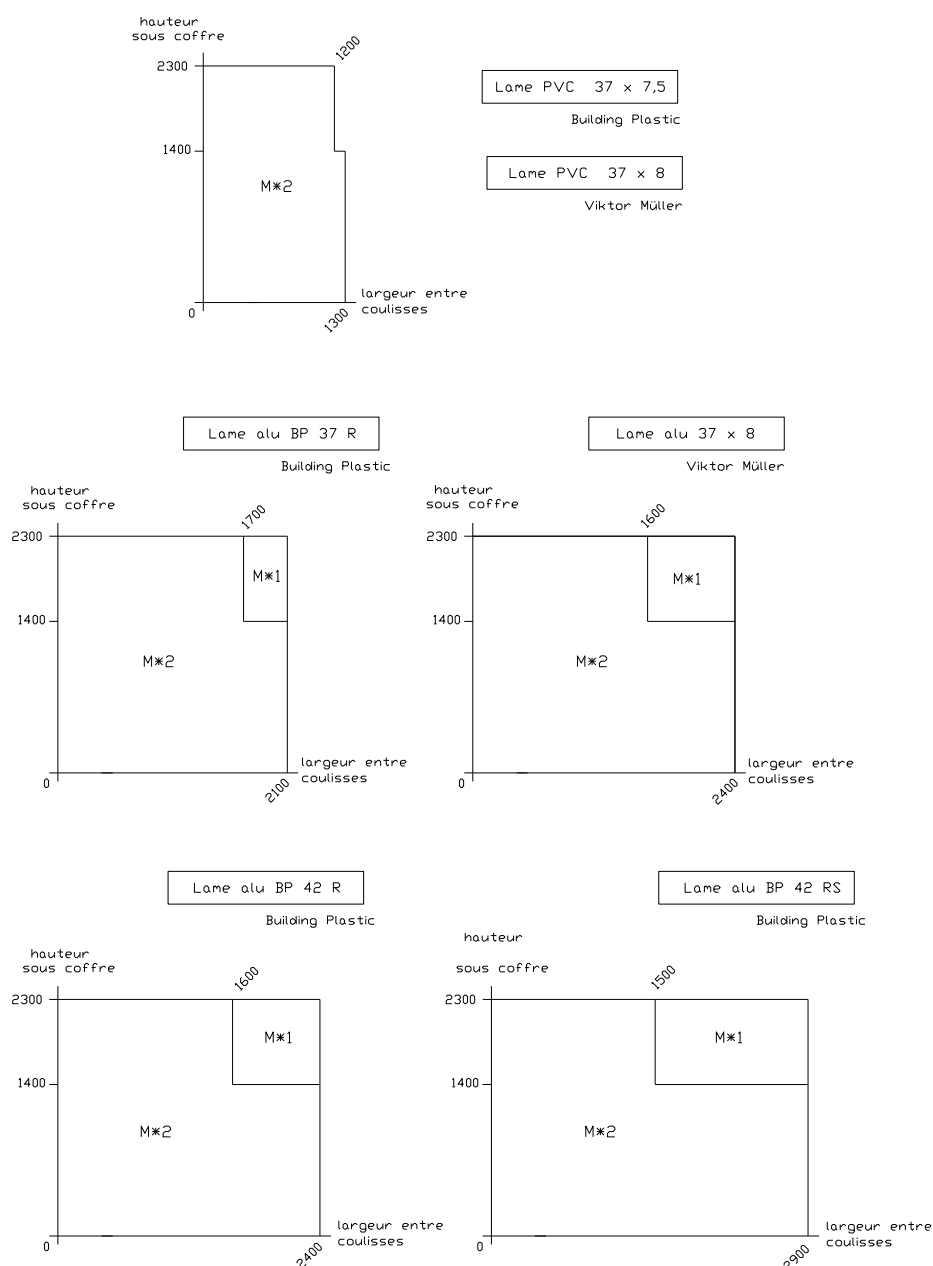 hauteur
sous coffre
1200
2300
Lame PVC 37 x 7,5
Building Plastic
1400
Lame PVC 37 x 8
M*2
Viktor Müller
largeur entre
coulisses
0
1300
Lame alu BP 37 R
Building Plastic
hauteur
sous coffre
1700
2300
M*1
1400
M*2
largeur entre
coulisses
0
2100
Lame alu 37 x 8
Viktor Müller
hauteur
sous coffre
1600
2300
M*1
1400
M*2
largeur entre
coulisses
0
2400
Lame alu BP 42 R
Building Plastic
hauteur
sous coffre
1600
2300
M*1
1400
M*2
largeur entre
coulisses
0
2400
Lame alu BP 42 RS
Building Plastic
hauteur
sous coffre
1500
2300
M*1
1400
M*2
largeur entre
coulisses
0
2900